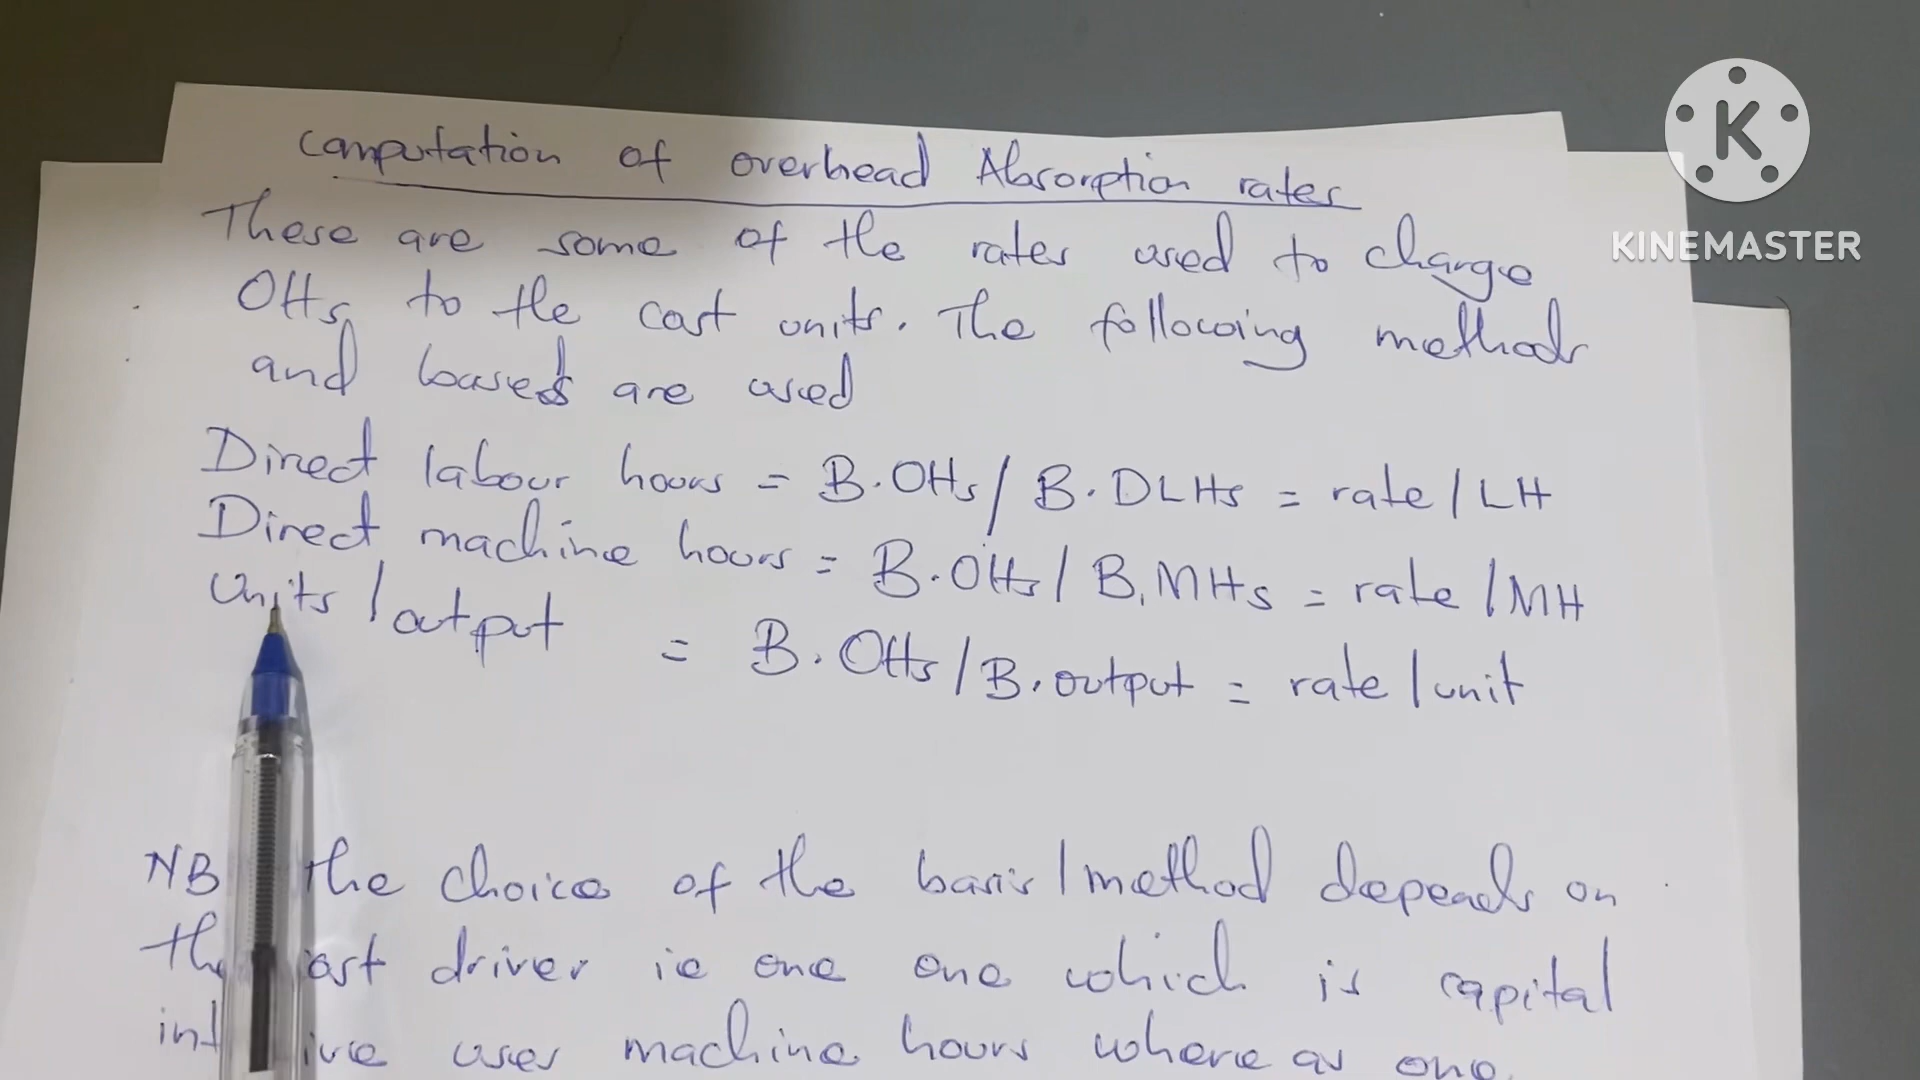 Computation of overhead Absorption rates
These are some of the rates used to charge
OHs to the cost units. The following methods
and bases are used
Direct labour hours = B.OHs / B.DLHs = rate / LH
Direct machine hours = B.OHs / B.MHs = rate / MH
Units / output = B.OHs / B.output = rate / unit
NB the choice of the basis / method depends on
the cost driver ie one one which is capital
uses machine hours where as one
K
KINEMASTER